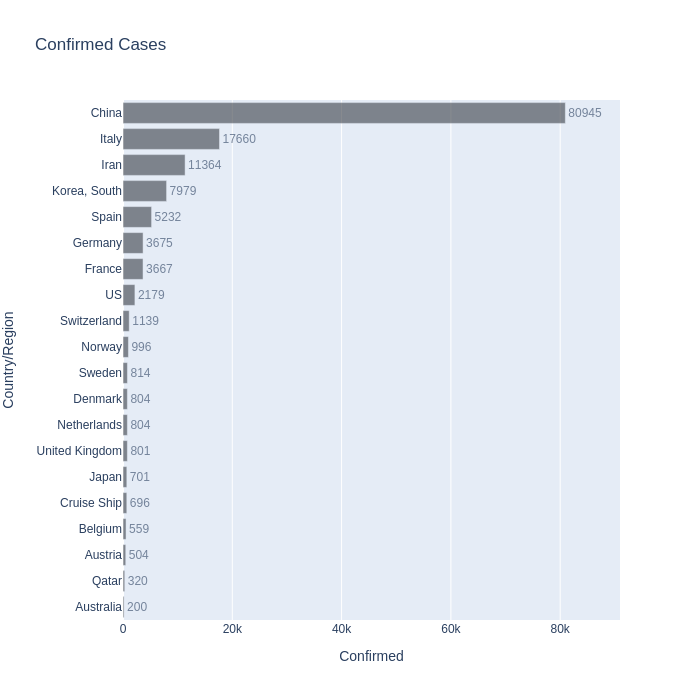 Confirmed Cases
China 80945
Italy 17660
Iran 11364
Korea, South 7979
Spain 5232
Germany 3675
France 3667
US 2179
Switzerland 1139
Norway 996
Sweden 814
Denmark 804
Netherlands 804
United Kingdom 801
Japan 701
Cruise Ship 696
Belgium 559
Austria 504
Qatar 320
Australia 200
0 20k 40k 60k 80k
Confirmed
Country/Region